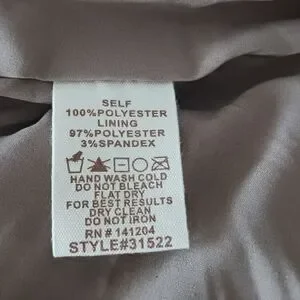 SELF
100%POLYESTER
LINING
97%POLYESTER
3%SPANDEX
HAND WASH COLD
DO NOT BLEACH
FLAT DRY
FOR BEST RESULTS
DRY CLEAN
DO NOT IRON
RN# 141204
STYLE#31522